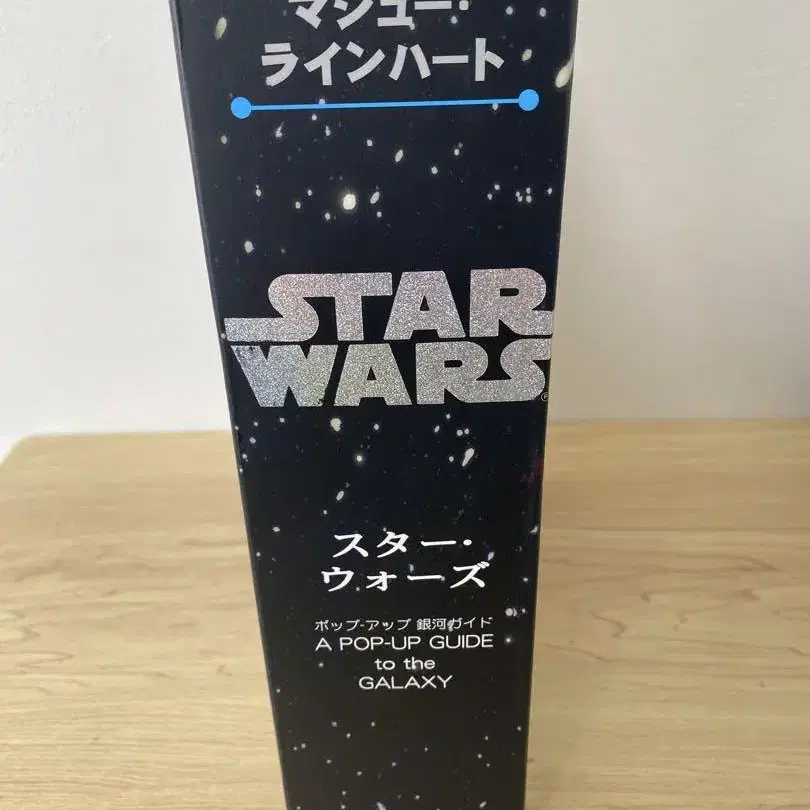 マシュー・
ラインハート
STAR
WARS
スター・
ウォーズ
ポップ-アップ 銀河ガイド
A POP-UP GUIDE
to the
GALAXY